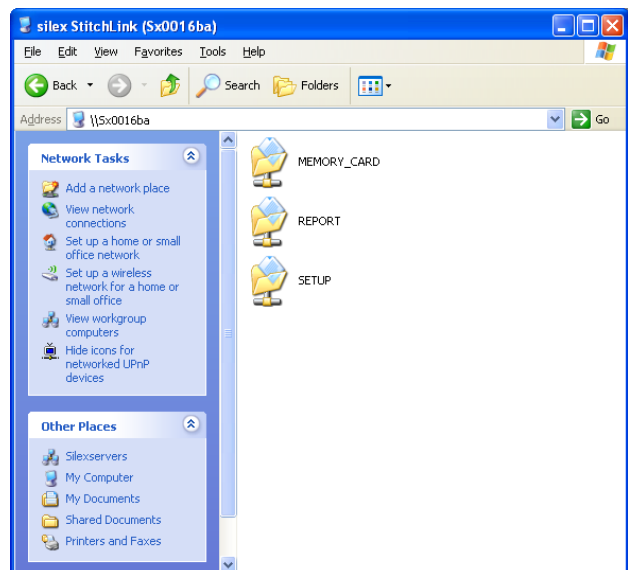 silex StitchLink (Sx0016ba)
File Edit View Favorites Tools Help
Back Search Folders
Address \\Sx0016ba Go
Network Tasks
Add a network place
View network
connections
Set up a home or small
office network
Set up a wireless
network for a home or
small office
View workgroup
computers
Hide icons for
networked UPnP
devices
Other Places
Silexservers
My Computer
My Documents
Shared Documents
Printers and Faxes
MEMORY_CARD
REPORT
SETUP